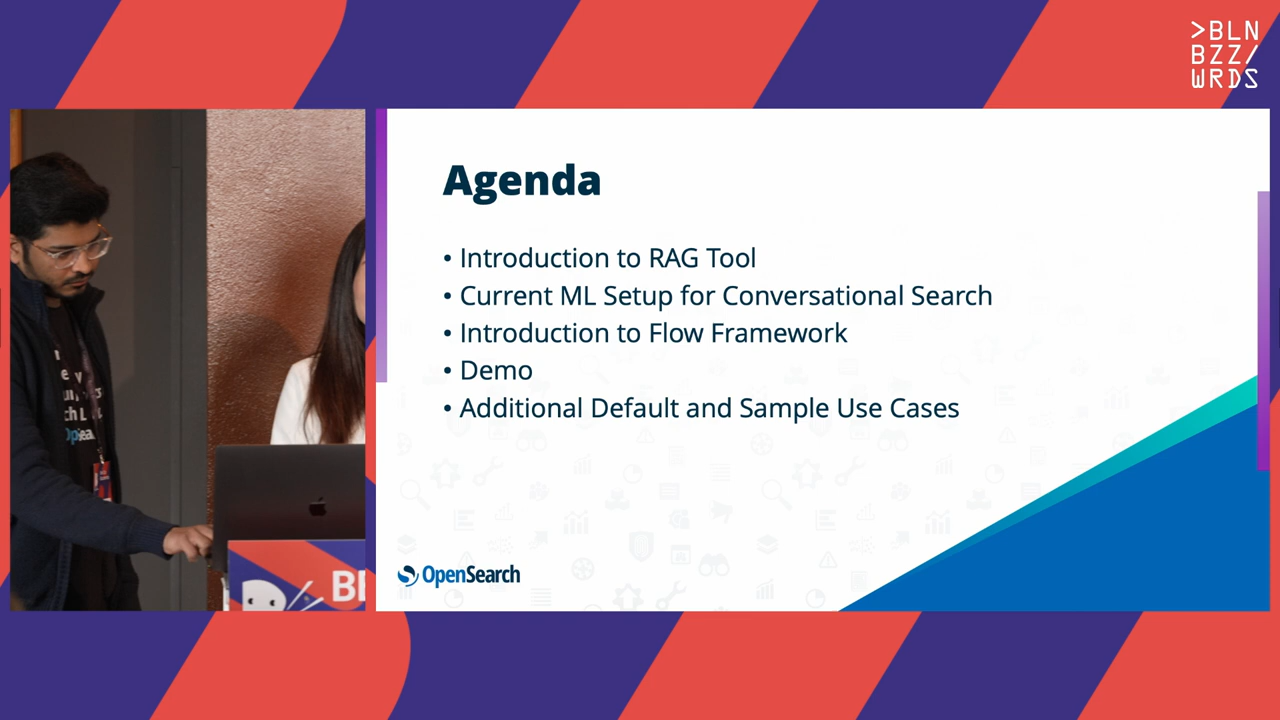 >BLN
BZZ/
WRDS
Agenda
• Introduction to RAG Tool
• Current ML Setup for Conversational Search
• Introduction to Flow Framework
• Demo
• Additional Default and Sample Use Cases
OpenSearch